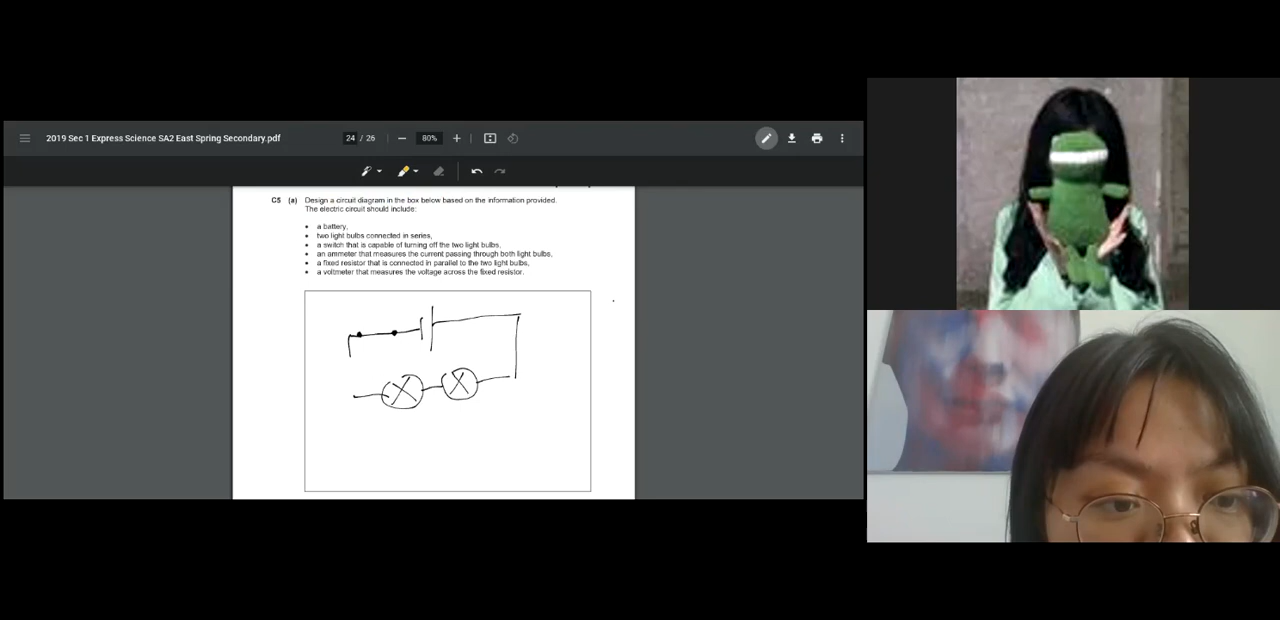 2019 Sec 1 Express Science SA2 East Spring Secondary.pdf 24 / 26 80%
C5 (a) Design a circuit diagram in the box below based on the information provided.
The electric circuit should include:
• a battery,
• two light bulbs connected in series,
• a switch that is capable of turning off the two light bulbs,
• an ammeter that measures the current passing through both light bulbs,
• a fixed resistor that is connected in parallel to the two light bulbs,
• a voltmeter that measures the voltage across the fixed resistor.